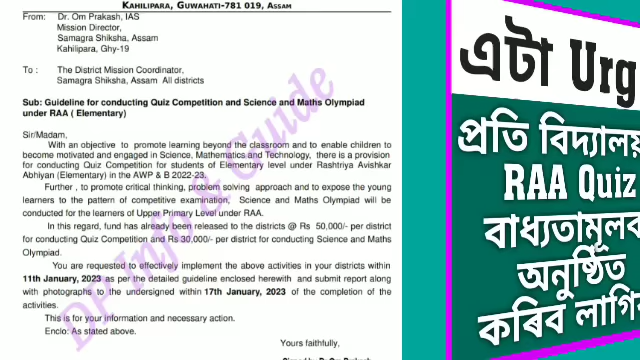 KAHILIPARA, GUWAHATI-781 019, ASSAM
From: Dr. Om Prakash, IAS
Mission Director,
Samagra Shiksha, Assam
Kahilipara, Ghy-19
To : The District Mission Coordinator,
Samagra Shiksha, Assam All districts
Sub: Guideline for conducting Quiz Competition and Science and Maths Olympiad
under RAA ( Elementary)
Sir/Madam,
With an objective to promote learning beyond the classroom and to enable children to
become motivated and engaged in Science, Mathematics and Technology, there is a provision
for conducting Quiz Competition for students of Elementary level under Rashtriya Avishkar
Abhiyan (Elementary) in the AWP & B 2022-23.
Further , to promote critical thinking, problem solving approach and to expose the young
learners to the pattern of competitive examination, Science and Maths Olympiad will
be conducted for the learners of Upper Primary Level under RAA.
In this regard, fund has already been released to the districts @ Rs 50,000/- per district
for conducting Quiz Competition and Rs 30,000/- per district for conducting Science and Maths
Olympiad.
You are requested to effectively implement the above activities in your districts within
11th January, 2023 as per the detailed guideline enclosed herewith and submit report along
with photographs to the undersigned within 17th January, 2023 of the completion of the
activities.
This is for your information and necessary action.
Enclo: As stated above.
Yours faithfully,
DP Info & Guide
এটা Urg
প্ৰতি বিদ্যালয়
RAA Quiz
বাধ্যতামূলক
অনুষ্ঠিত
কৰিব লাগিব